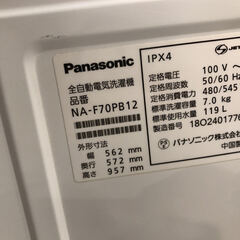 Panasonic
全自動電気洗濯機
品番
NA-F70PB12
外形寸法
幅 562 mm
奥行 572 mm
高さ 957 mm
IPX4
JET
定格電圧 100 V
定格周波数 50/60 H
定格消費電力 480/545
標準洗濯容量 7.0 kg
標準使用水量 119 L
製造番号 18O2401776
パナソニック株式会
中国製